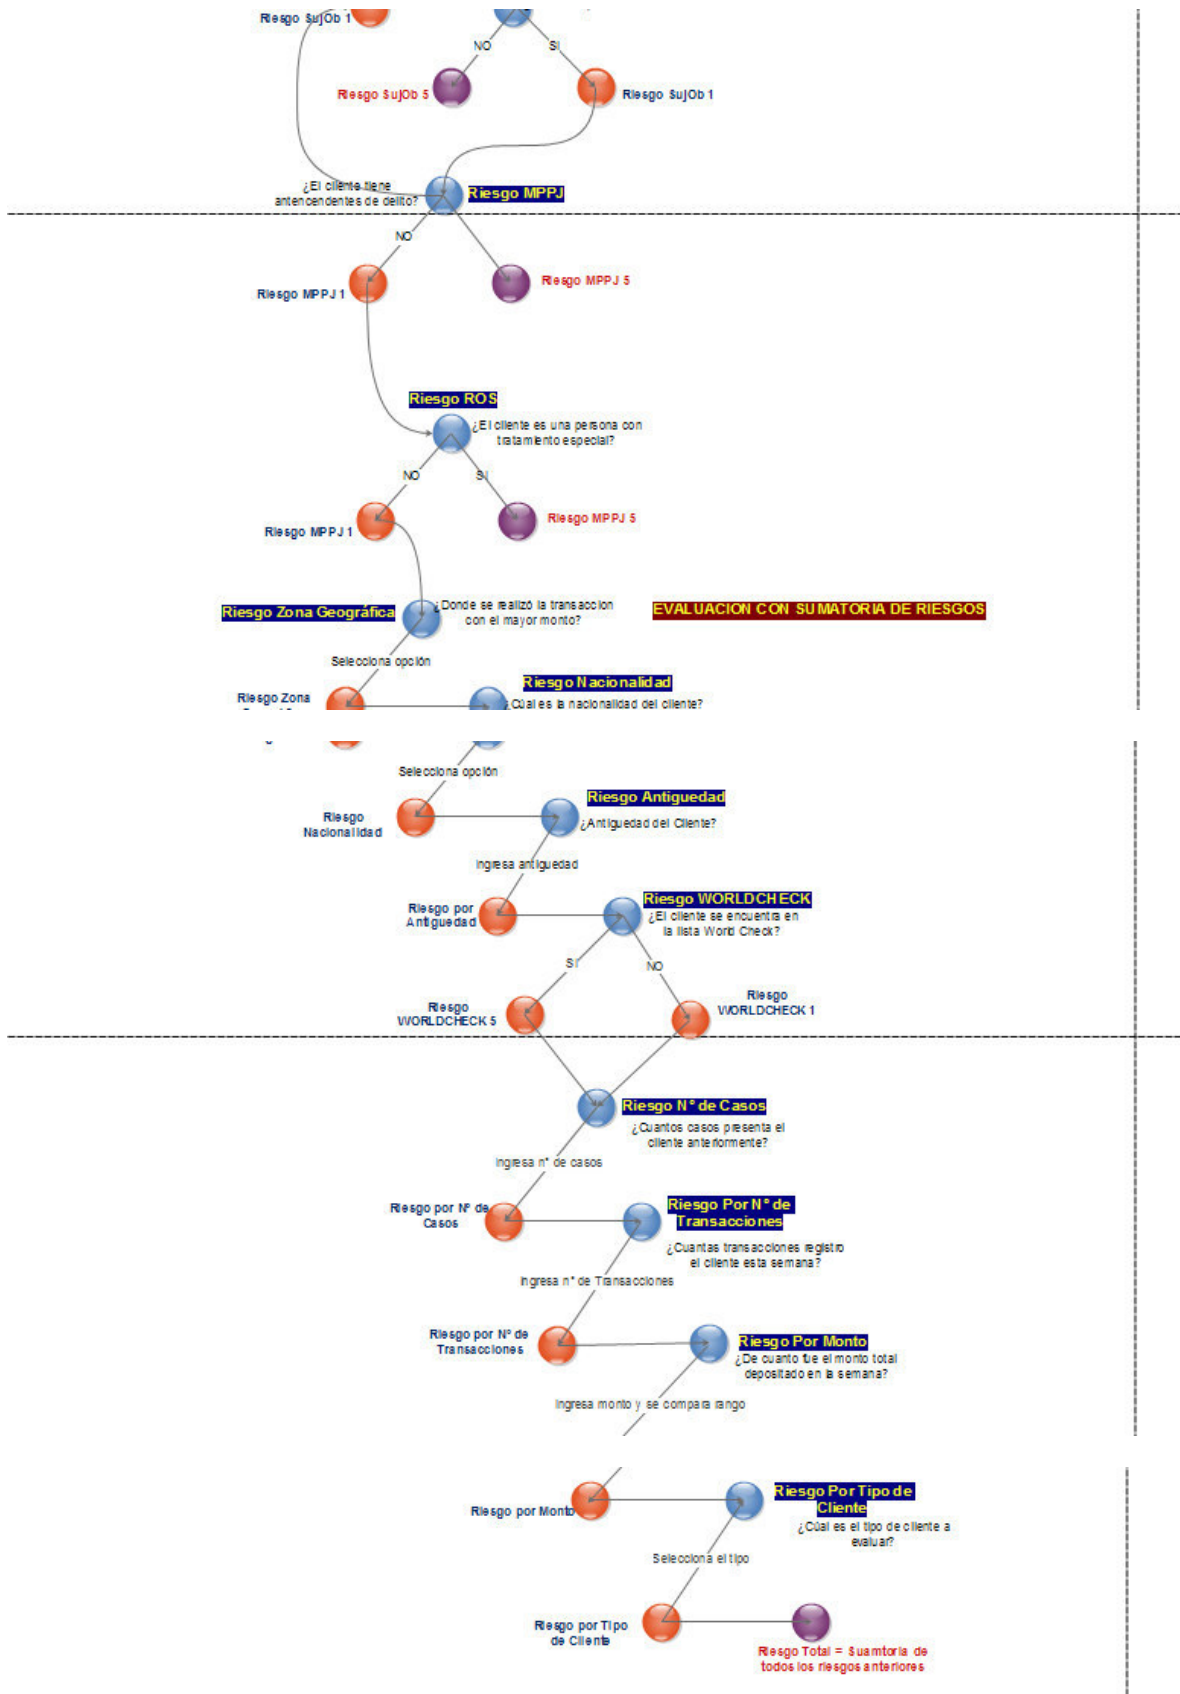 Riesgo SujOb 1
NO
SI
Riesgo SujOb 5
Riesgo SujOb 1
¿El cliente tiene
antencendentes de delito?
Riesgo MPPJ
NO
Riesgo MPPJ 1
Riesgo MPPJ 5
Riesgo ROS
¿El cliente es una persona con
tratamiento especial?
NO
SI
Riesgo MPPJ 1
Riesgo MPPJ 5
Riesgo Zona Geográfica
¿Donde se realizó la transaccion
con el mayor monto?
EVALUACION CON SUMATORIA DE RIESGOS
Selecciona opción
Riesgo Zona
Riesgo Nacionalidad
¿Cúal es la nacionalidad del cliente?
Selecciona opción
Riesgo
Nacionalidad
Riesgo Antiguedad
¿Antiguedad del Cliente?
Ingresa antiguedad
Riesgo por
Antiguedad
Riesgo WORLDCHECK
¿El cliente se encuentra en
la lista World Check?
SI
NO
Riesgo
WORLDCHECK 5
Riesgo
WORLDCHECK 1
Riesgo N° de Casos
¿Cuantos casos presenta el
cliente anteriormente?
Ingresa n° de casos
Riesgo por Nº de
Casos
Riesgo Por N° de
Transacciones
¿Cuantas transacciones registro
el cliente esta semana?
Ingresa n° de Transacciones
Riesgo por Nº de
Transacciones
Riesgo Por Monto
¿De cuanto fue el monto total
depositado en la semana?
Ingresa monto y se compara rango
Riesgo por Monto
Riesgo Por Tipo de
Cliente
¿Cúal es el tipo de cliente a
evaluar?
Selecciona el tipo
Riesgo por Tipo
de Cliente
Riesgo Total = Suamtoria de
todos los riesgos anteriores